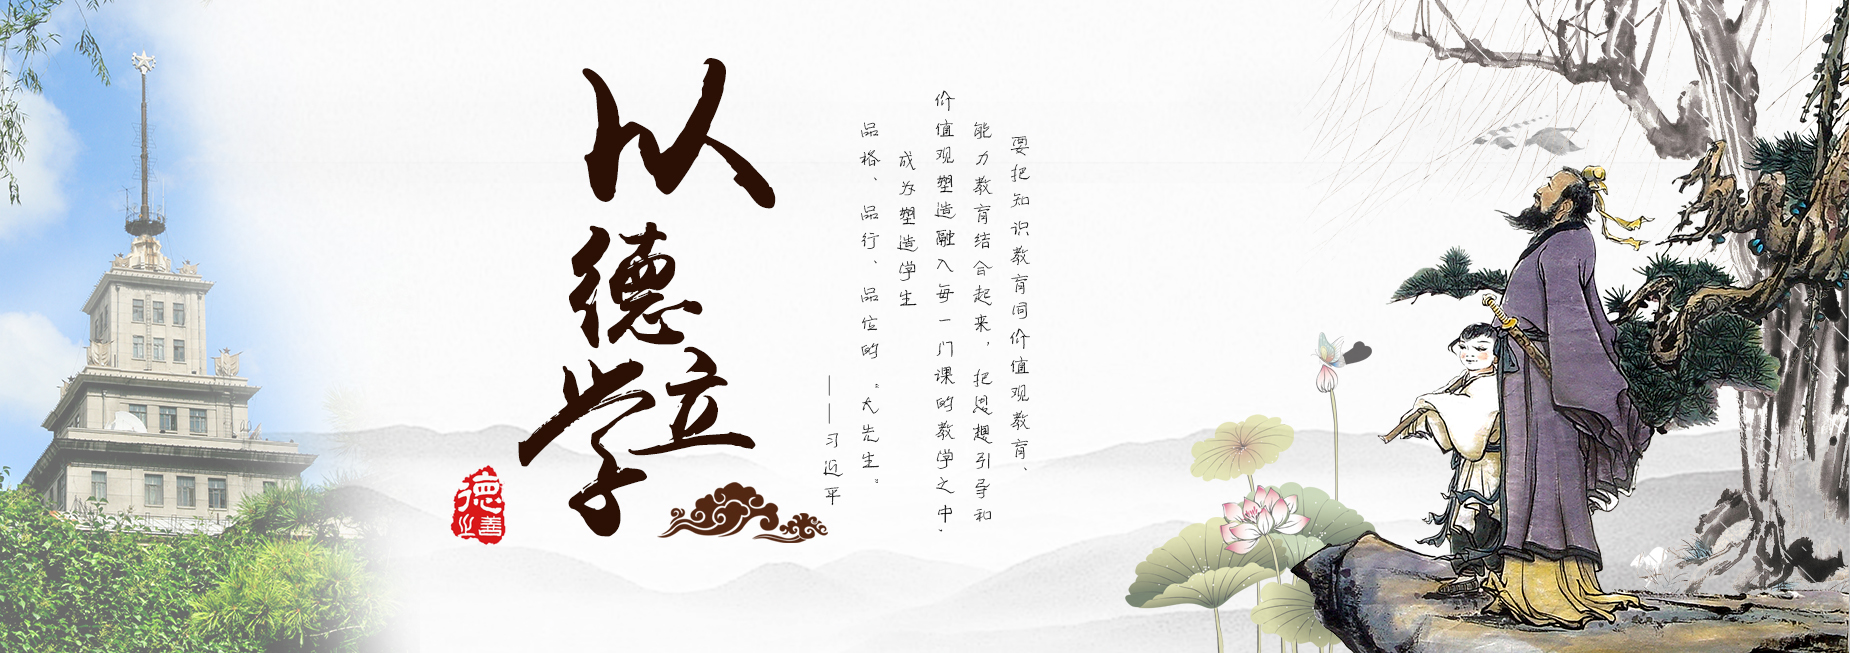 以
德
立
学
德
善
要把知识教育同价值观教育、
能力教育结合起来，把思想引导和
价值观塑造融入每一门课的教学之中，
成为塑造学生
品格、品行、品位的“大先生”
——习近平